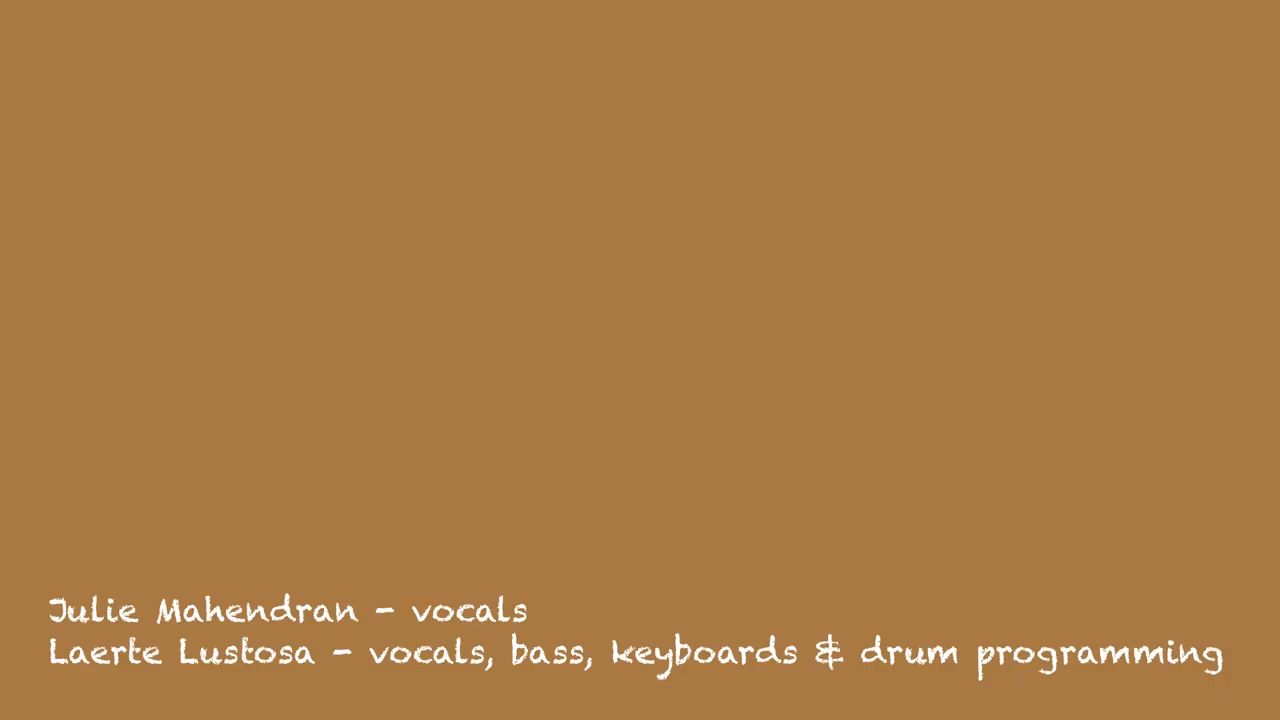 Julie Mahendran - vocals
Laerte Lustosa - vocals, bass, keyboards & drum programming